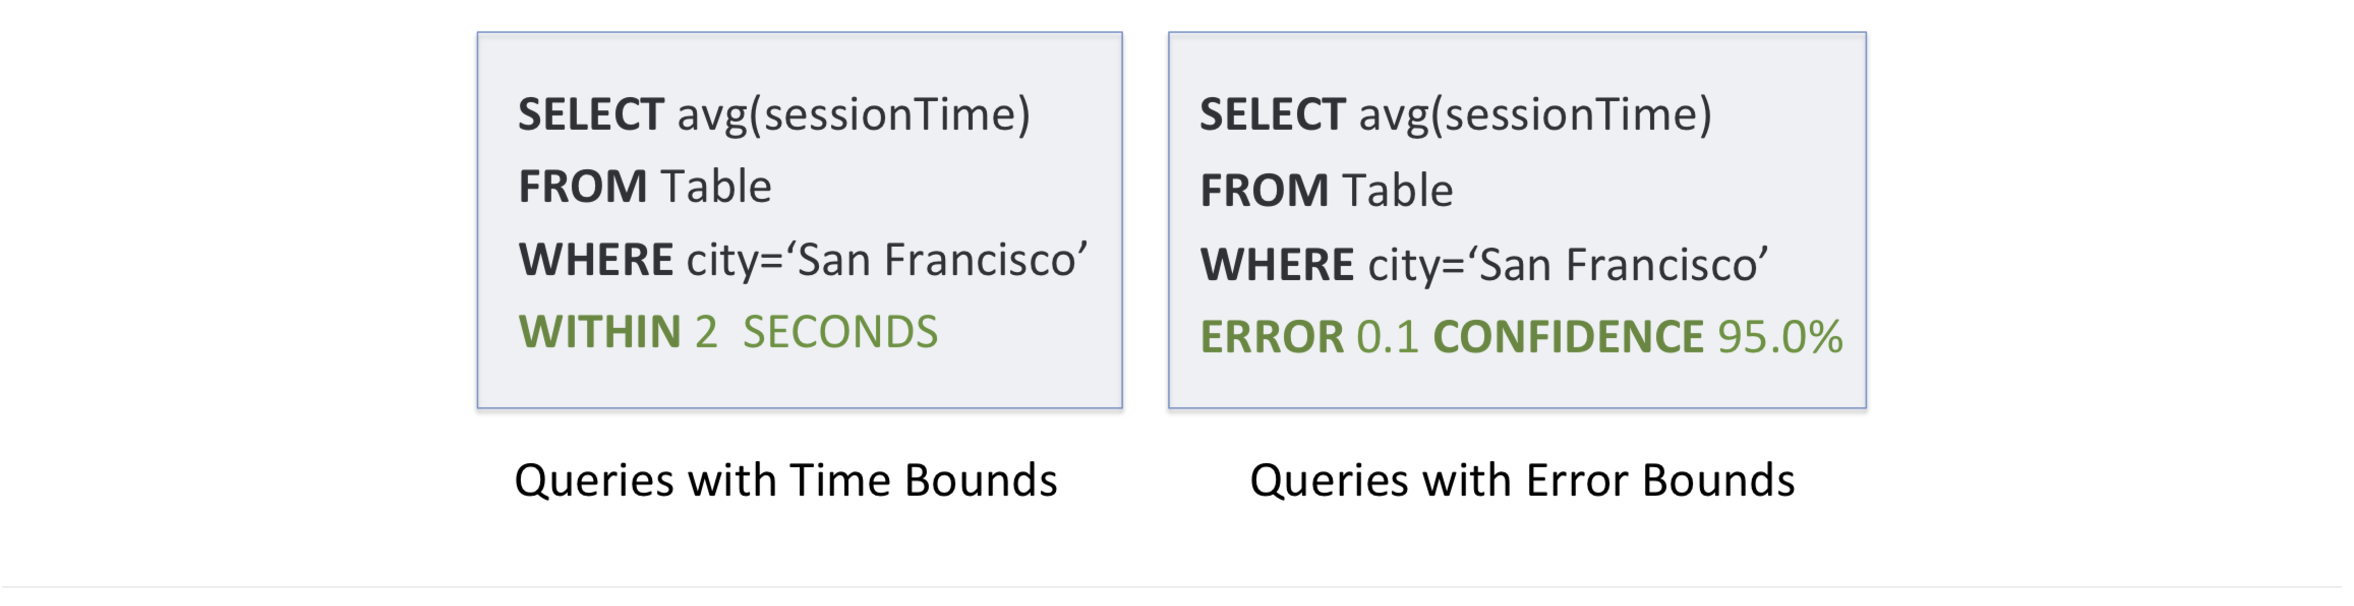 SELECT avg(sessionTime)
FROM Table
WHERE city=‘San Francisco’
WITHIN 2  SECONDS
Queries with Time Bounds
SELECT avg(sessionTime)
FROM Table
WHERE city=‘San Francisco’
ERROR 0.1 CONFIDENCE 95.0%
Queries with Error Bounds